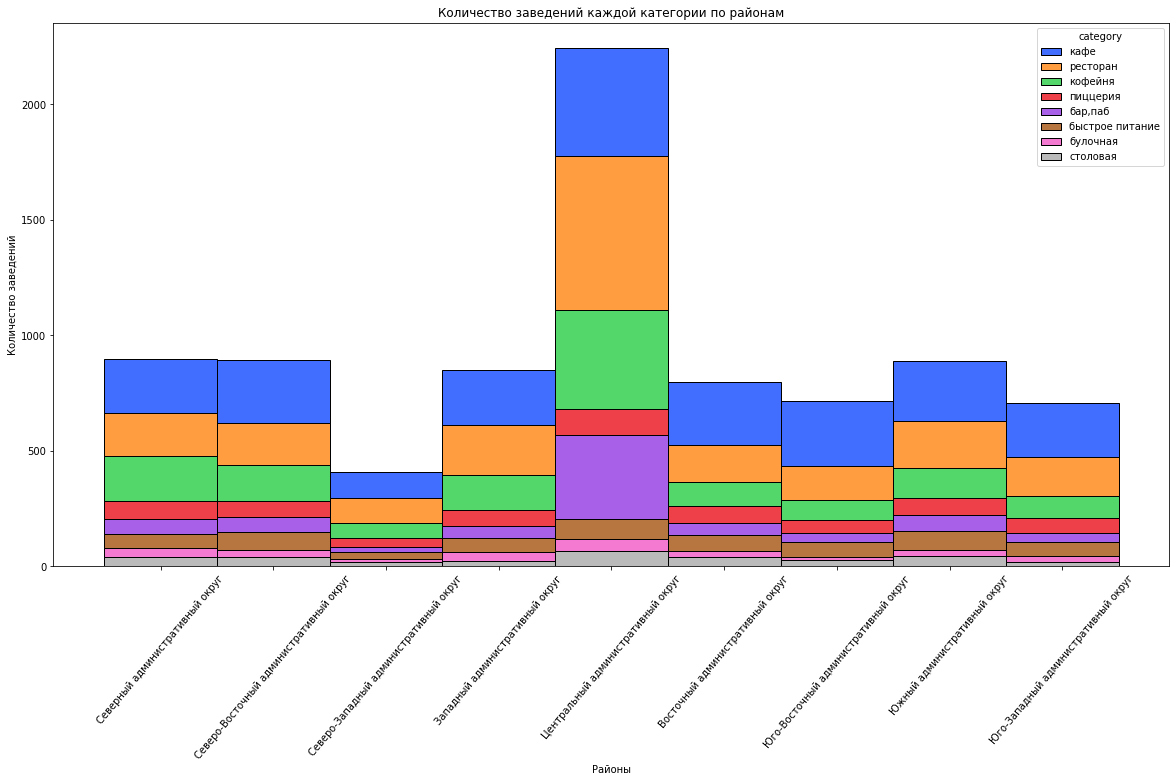 Количество заведений каждой категории по районам
category
кафе
ресторан
кофейня
пиццерия
бар,паб
быстрое питание
булочная
столовая
Количество заведений
2000
1500
1000
500
0
Северный административный округ
Северо-Восточный административный округ
Северо-Западный административный округ
Западный административный округ
Центральный административный округ
Восточный административный округ
Юго-Восточный административный округ
Южный административный округ
Юго-Западный административный округ
Районы